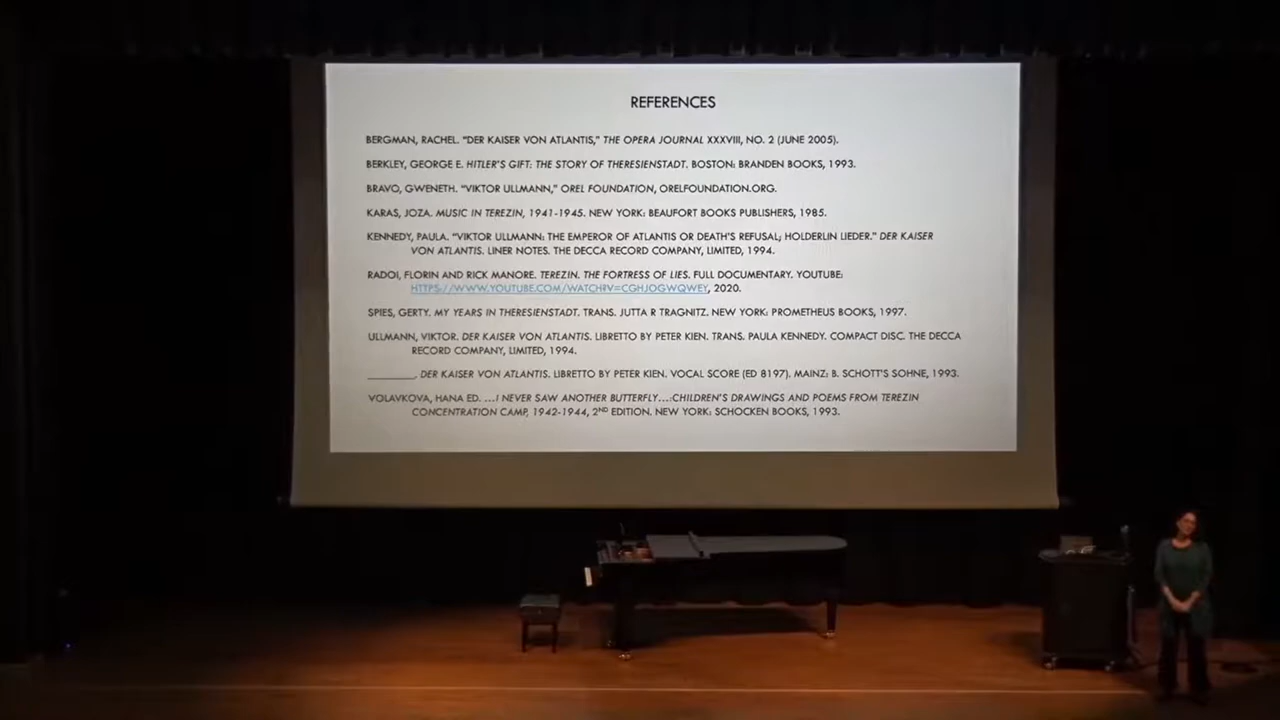 REFERENCES
BERGMAN, RACHEL. "DER KAISER VON ATLANTIS," THE OPERA JOURNAL XXXVIII, NO. 2 (JUNE 2005).
BERKLEY, GEORGE E. HITLER'S GIFT: THE STORY OF THERESIENSTADT. BOSTON: BRANDEN BOOKS, 1993.
BRAVO, GWENETH. "VIKTOR ULLMANN," OREL FOUNDATION, ORELFOUNDATION.ORG.
KARAS, JOZA. MUSIC IN TEREZIN, 1941-1945. NEW YORK: BEAUFORT BOOKS PUBLISHERS, 1985.
KENNEDY, PAULA. "VIKTOR ULLMANN: THE EMPEROR OF ATLANTIS OR DEATH'S REFUSAL; HOLDERLIN LIEDER." DER KAISER
VON ATLANTIS. LINER NOTES. THE DECCA RECORD COMPANY, LIMITED, 1994.
RADOI, FLORIN AND RICK MANORE. TEREZIN. THE FORTRESS OF LIES. FULL DOCUMENTARY. YOUTUBE:
HTTPS://WWW.YOUTUBE.COM/WATCH?V=CGHJOGWQWEY, 2020.
SPIES, GERTY. MY YEARS IN THERESIENSTADT. TRANS. JUTTA R TRAGNITZ. NEW YORK: PROMETHEUS BOOKS, 1997.
ULLMANN, VIKTOR. DER KAISER VON ATLANTIS. LIBRETTO BY PETER KIEN. TRANS. PAULA KENNEDY. COMPACT DISC. THE DECCA
RECORD COMPANY, LIMITED, 1994.
________. DER KAISER VON ATLANTIS. LIBRETTO BY PETER KIEN. VOCAL SCORE (ED 8197). MAINZ: B. SCHOTT'S SOHNE, 1993.
VOLAVKOVA, HANA ED. ...I NEVER SAW ANOTHER BUTTERFLY...:CHILDREN'S DRAWINGS AND POEMS FROM TEREZIN
CONCENTRATION CAMP, 1942-1944, 2ND EDITION. NEW YORK: SCHOCKEN BOOKS, 1993.